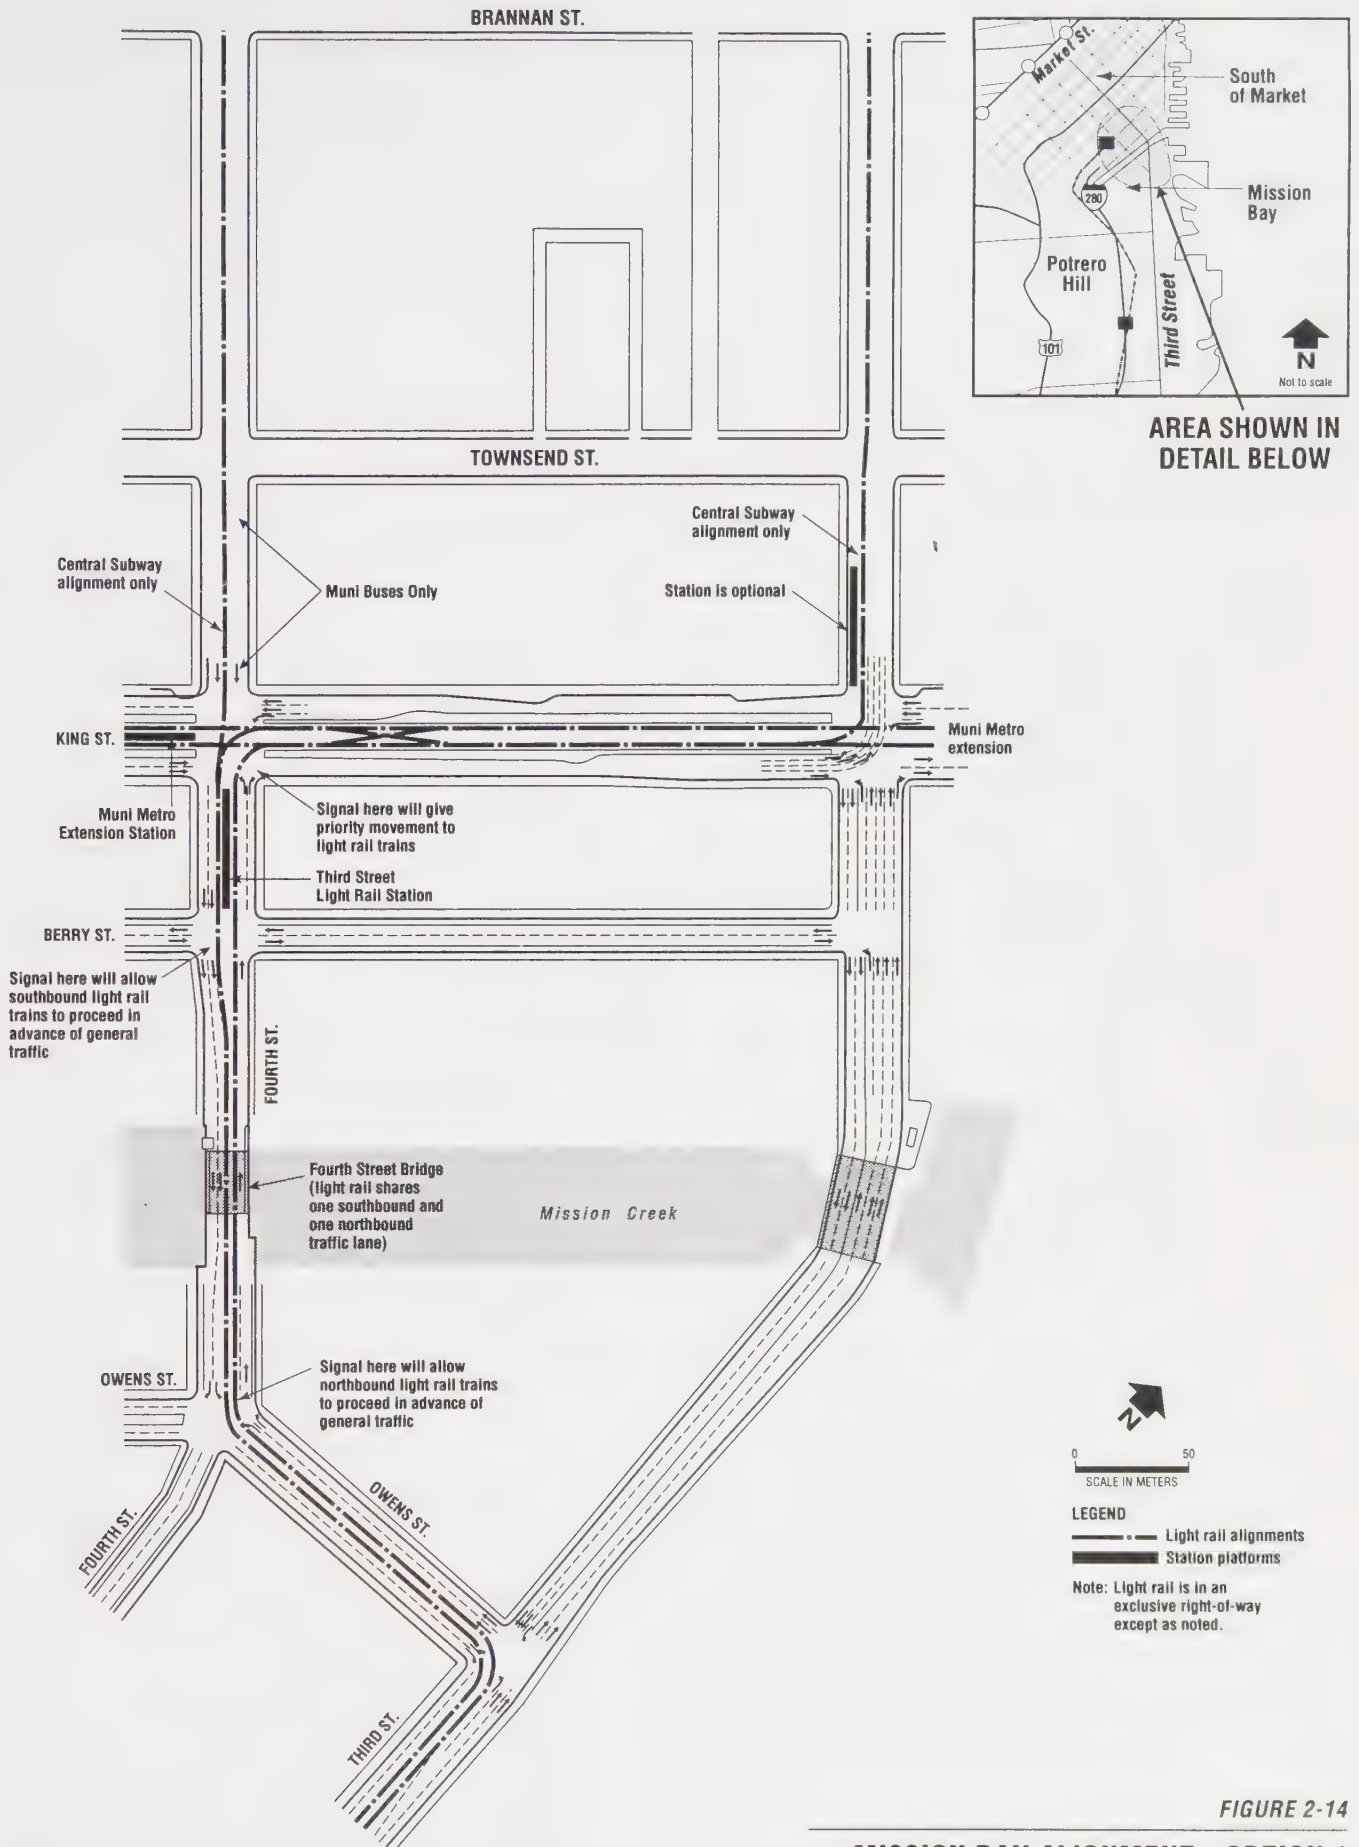 BRANNAN ST.
Market St.
South
of Market
Mission
Bay
280
Potrero
Hill
101
Third Street
N
Not to scale
AREA SHOWN IN
DETAIL BELOW
TOWNSEND ST.
Central Subway
alignment only
Central Subway
alignment only
Muni Buses Only
Station is optional
KING ST.
Muni Metro
extension
Muni Metro
Extension Station
Signal here will give
priority movement to
light rail trains
Third Street
Light Rail Station
BERRY ST.
Signal here will allow
southbound light rail
trains to proceed in
advance of general
traffic
FOURTH ST.
Fourth Street Bridge
(light rail shares
one southbound and
one northbound
traffic lane)
Mission Creek
OWENS ST.
Signal here will allow
northbound light rail trains
to proceed in advance of
general traffic
N
0 50
SCALE IN METERS
LEGEND
Light rail alignments
Station platforms
Note: Light rail is in an
exclusive right-of-way
except as noted.
OWENS ST.
FOURTH ST.
THIRD ST.
FIGURE 2-14